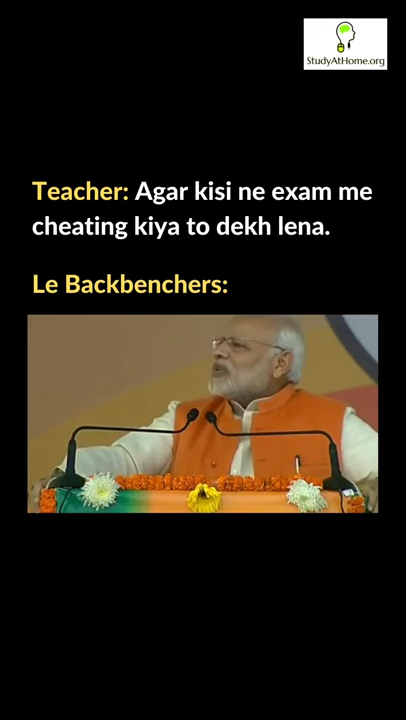 StudyAtHome.org
Teacher: Agar kisi ne exam me
cheating kiya to dekh lena.
Le Backbenchers: